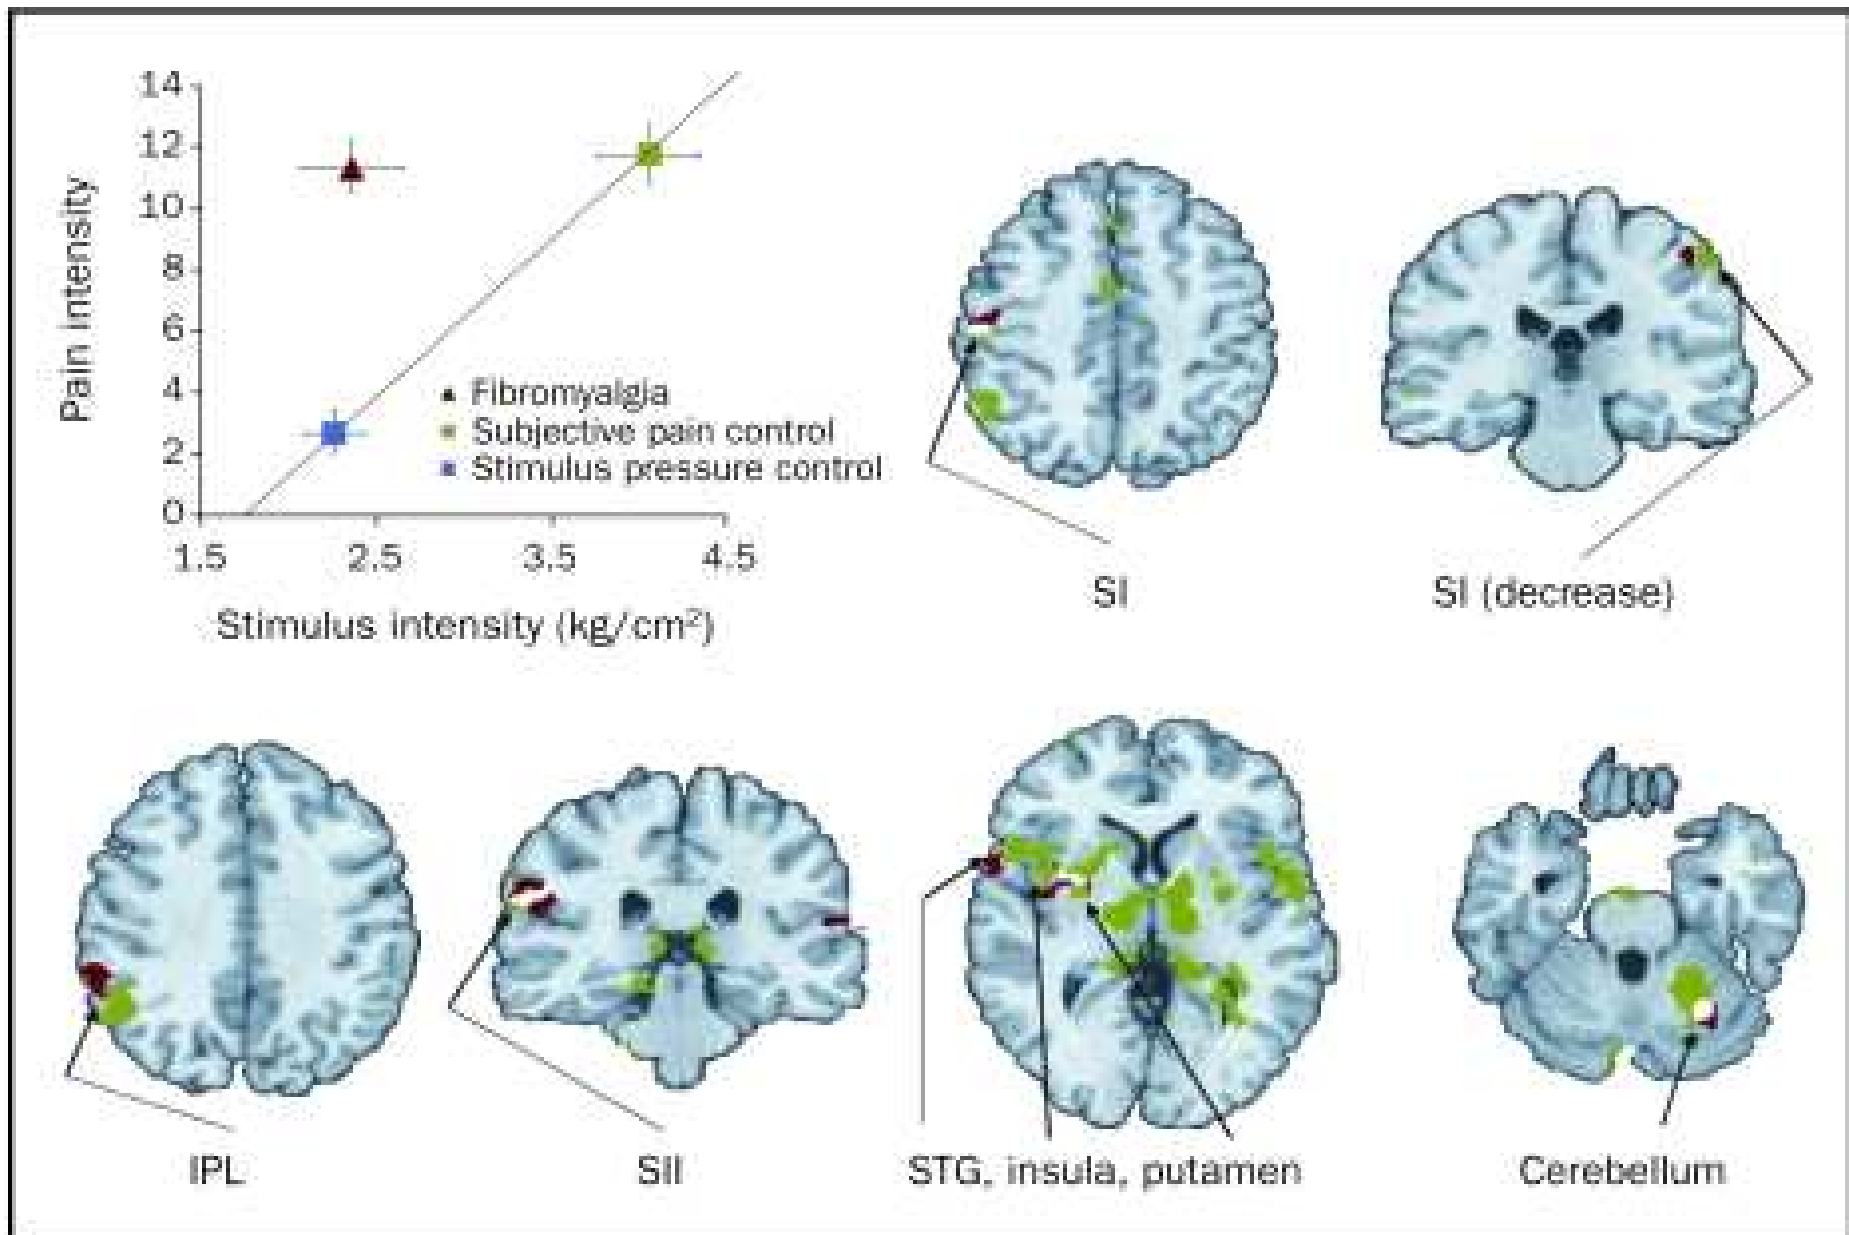 14
12
10
8
6
4
2
0
Pain intensity
Fibromyalgia
Subjective pain control
Stimulus pressure control
1.5 2.5 3.5 4.5
Stimulus intensity (kg/cm²)
SI
SI (decrease)
IPL
SII
STG, insula, putamen
Cerebellum